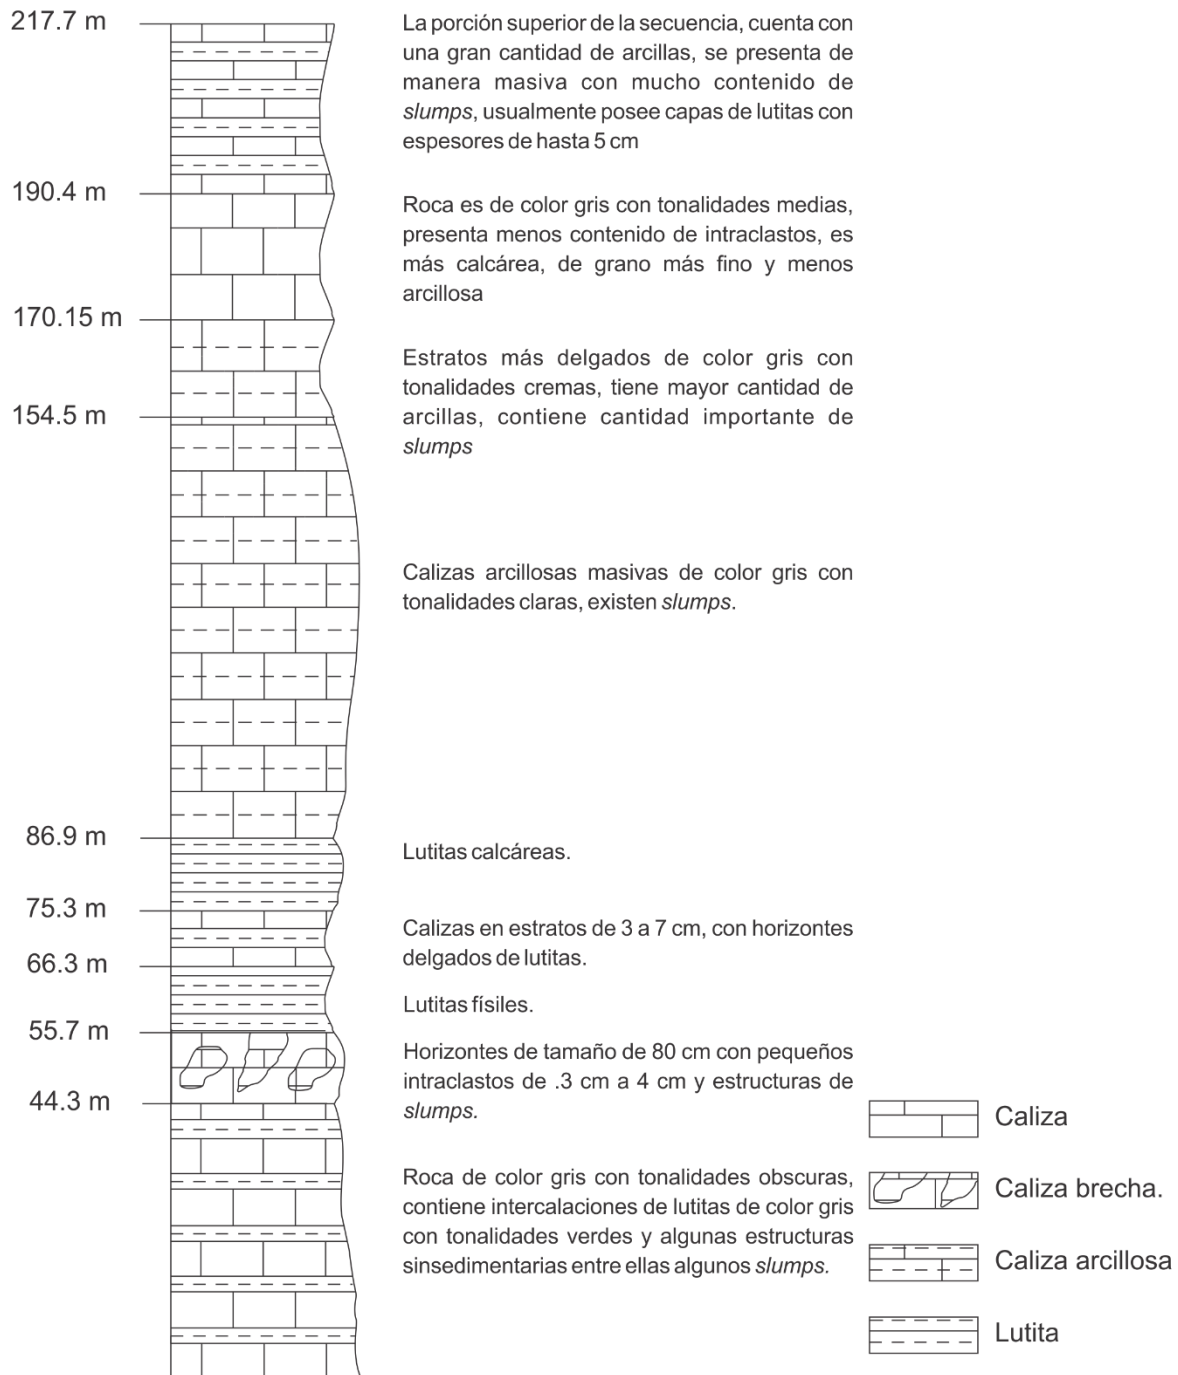 217.7 m
La porción superior de la secuencia, cuenta con
una gran cantidad de arcillas, se presenta de
manera masiva con mucho contenido de
slumps, usualmente posee capas de lutitas con
espesores de hasta 5 cm
190.4 m
Roca es de color gris con tonalidades medias,
presenta menos contenido de intraclastos, es
más calcárea, de grano más fino y menos
arcillosa
170.15 m
Estratos más delgados de color gris con
tonalidades cremas, tiene mayor cantidad de
arcillas, contiene cantidad importante de
slumps
154.5 m
Calizas arcillosas masivas de color gris con
tonalidades claras, existen slumps.
86.9 m
Lutitas calcáreas.
75.3 m
Calizas en estratos de 3 a 7 cm, con horizontes
delgados de lutitas.
66.3 m
Lutitas físiles.
55.7 m
Horizontes de tamaño de 80 cm con pequeños
intraclastos de .3 cm a 4 cm y estructuras de
slumps.
44.3 m
Roca de color gris con tonalidades obscuras,
contiene intercalaciones de lutitas de color gris
con tonalidades verdes y algunas estructuras
sinsedimentarias entre ellas algunos slumps.
Caliza
Caliza brecha.
Caliza arcillosa
Lutita